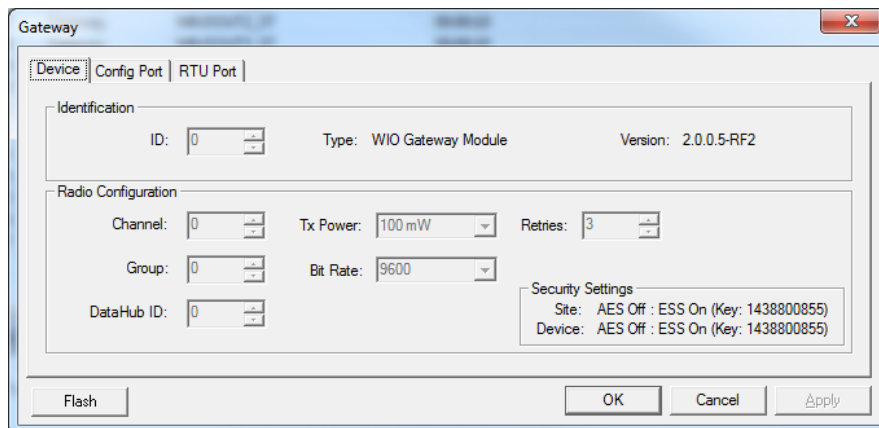 Gateway
Device Config Port RTU Port
Identification
ID: 0 Type: WIO Gateway Module Version: 2.0.0.5-RF2
Radio Configuration
Channel: 0 Tx Power: 100 mW Retries: 3
Group: 0 Bit Rate: 9600
DataHub ID: 0
Security Settings
Site: AES Off : ESS On (Key: 1438800855)
Device: AES Off : ESS On (Key: 1438800855)
Flash OK Cancel Apply